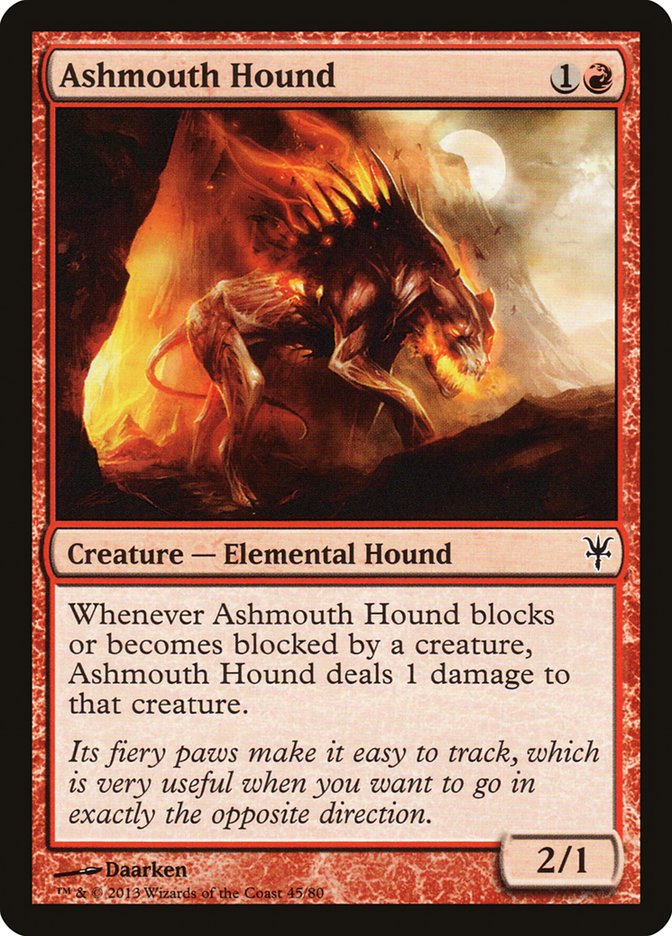 Ashmouth Hound 1
Creature — Elemental Hound
Whenever Ashmouth Hound blocks
or becomes blocked by a creature,
Ashmouth Hound deals 1 damage to
that creature.
Its fiery paws make it easy to track, which
is very useful when you want to go in
exactly the opposite direction.
2/1
Daarken
™ & © 2013 Wizards of the Coast 45/80